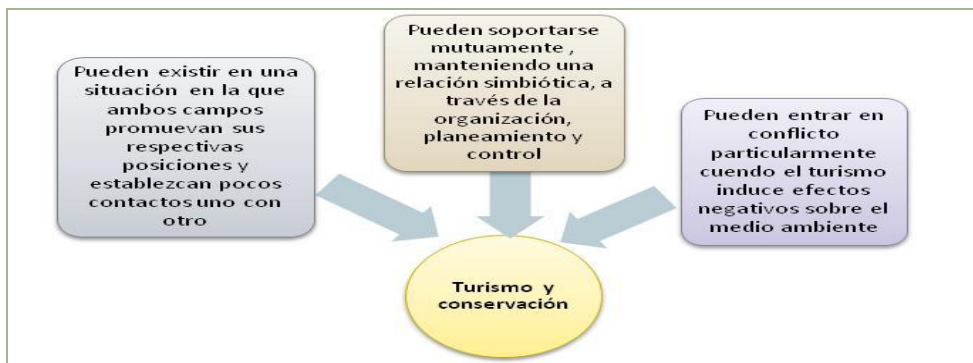 Pueden existir en una
situación en la que
ambos campos
promuevan sus
respectivas
posiciones y
establezcan pocos
contactos uno con
otro
Pueden soportarse
mutuamente ,
manteniendo una
relación simbiótica, a
través de la
organización,
planeamiento y
control
Pueden entrar en
conflicto
particularmente
cuendo el turismo
induce efectos
negativos sobre el
medio ambiente
Turismo y
conservación